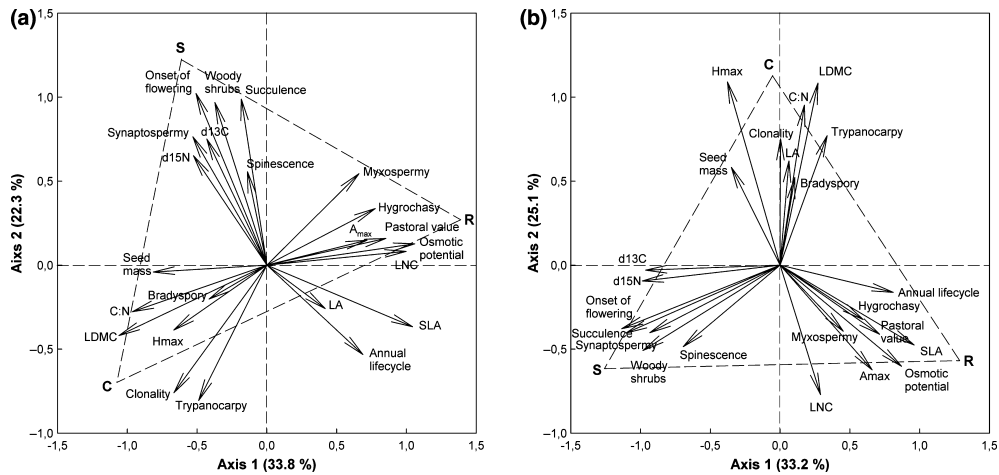 (a)
1,5
1,0
0,5
0,0
−0,5
−1,0
Aixs 2 (22.3 %)
S
Onset of
flowering
Woody
shrubs
Succulence
Synaptospermy
d13C
d15N
Spinescence
Myxospermy
Hygrochasy
R
Amax
Pastoral value
Osmotic
potential
LNC
Seed
mass
Bradyspory
C:N
LA
LDMC
Hmax
SLA
Annual
lifecycle
C
Clonality
Trypanocarpy
-1,5
-1,0
-0,5
0,0
0,5
1,0
1,5
Axis 1 (33.8 %)
(b)
1,5
1,0
0,5
0,0
−0,5
−1,0
Axis 2 (25.1 %)
C
Hmax
LDMC
C:N
Clonality
Trypanocarpy
LA
Seed
mass
Bradyspory
d13C
d15N
Annual lifecycle
Onset of
flowering
Hygrochasy
Succulence
Myxospermy
Pastoral
value
Synaptospermy
SLA
Spinescence
S
Woody
shrubs
R
Amax
Osmotic
potential
LNC
-1,5
-1,0
-0,5
0,0
0,5
1,0
1,5
Axis 1 (33.2 %)